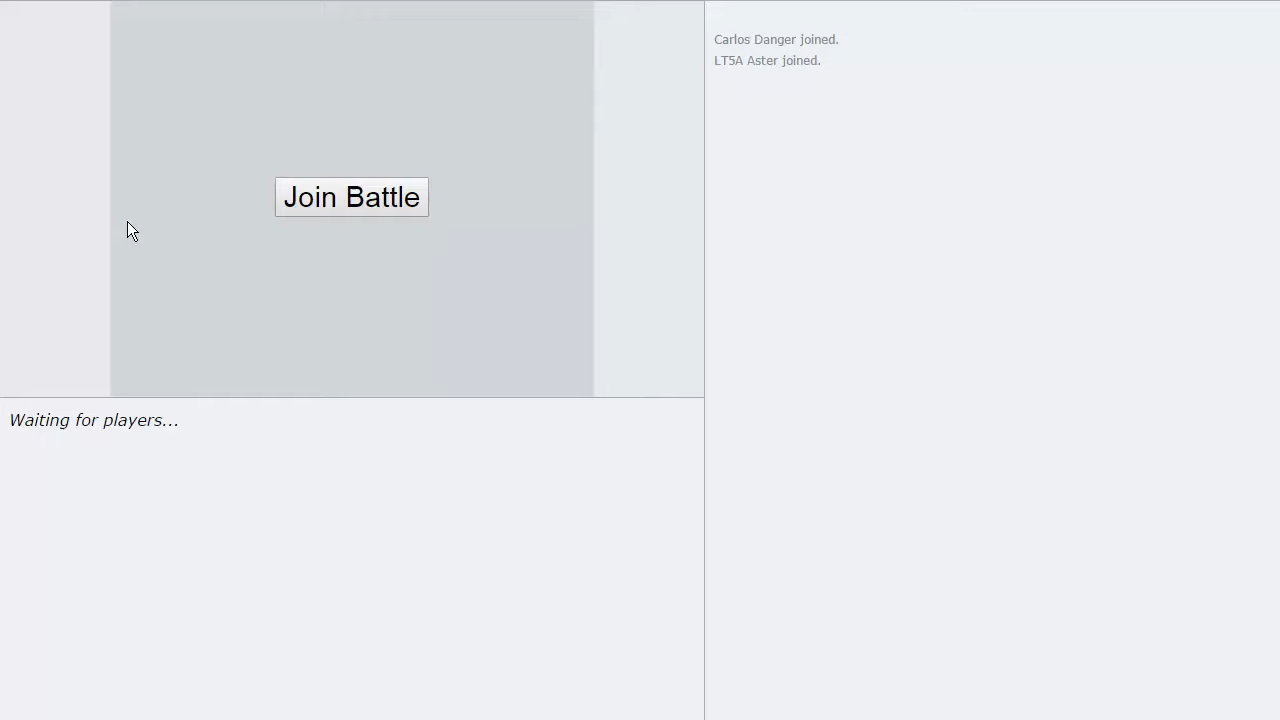 Join Battle
Waiting for players...
Carlos Danger joined.
LT5A Aster joined.